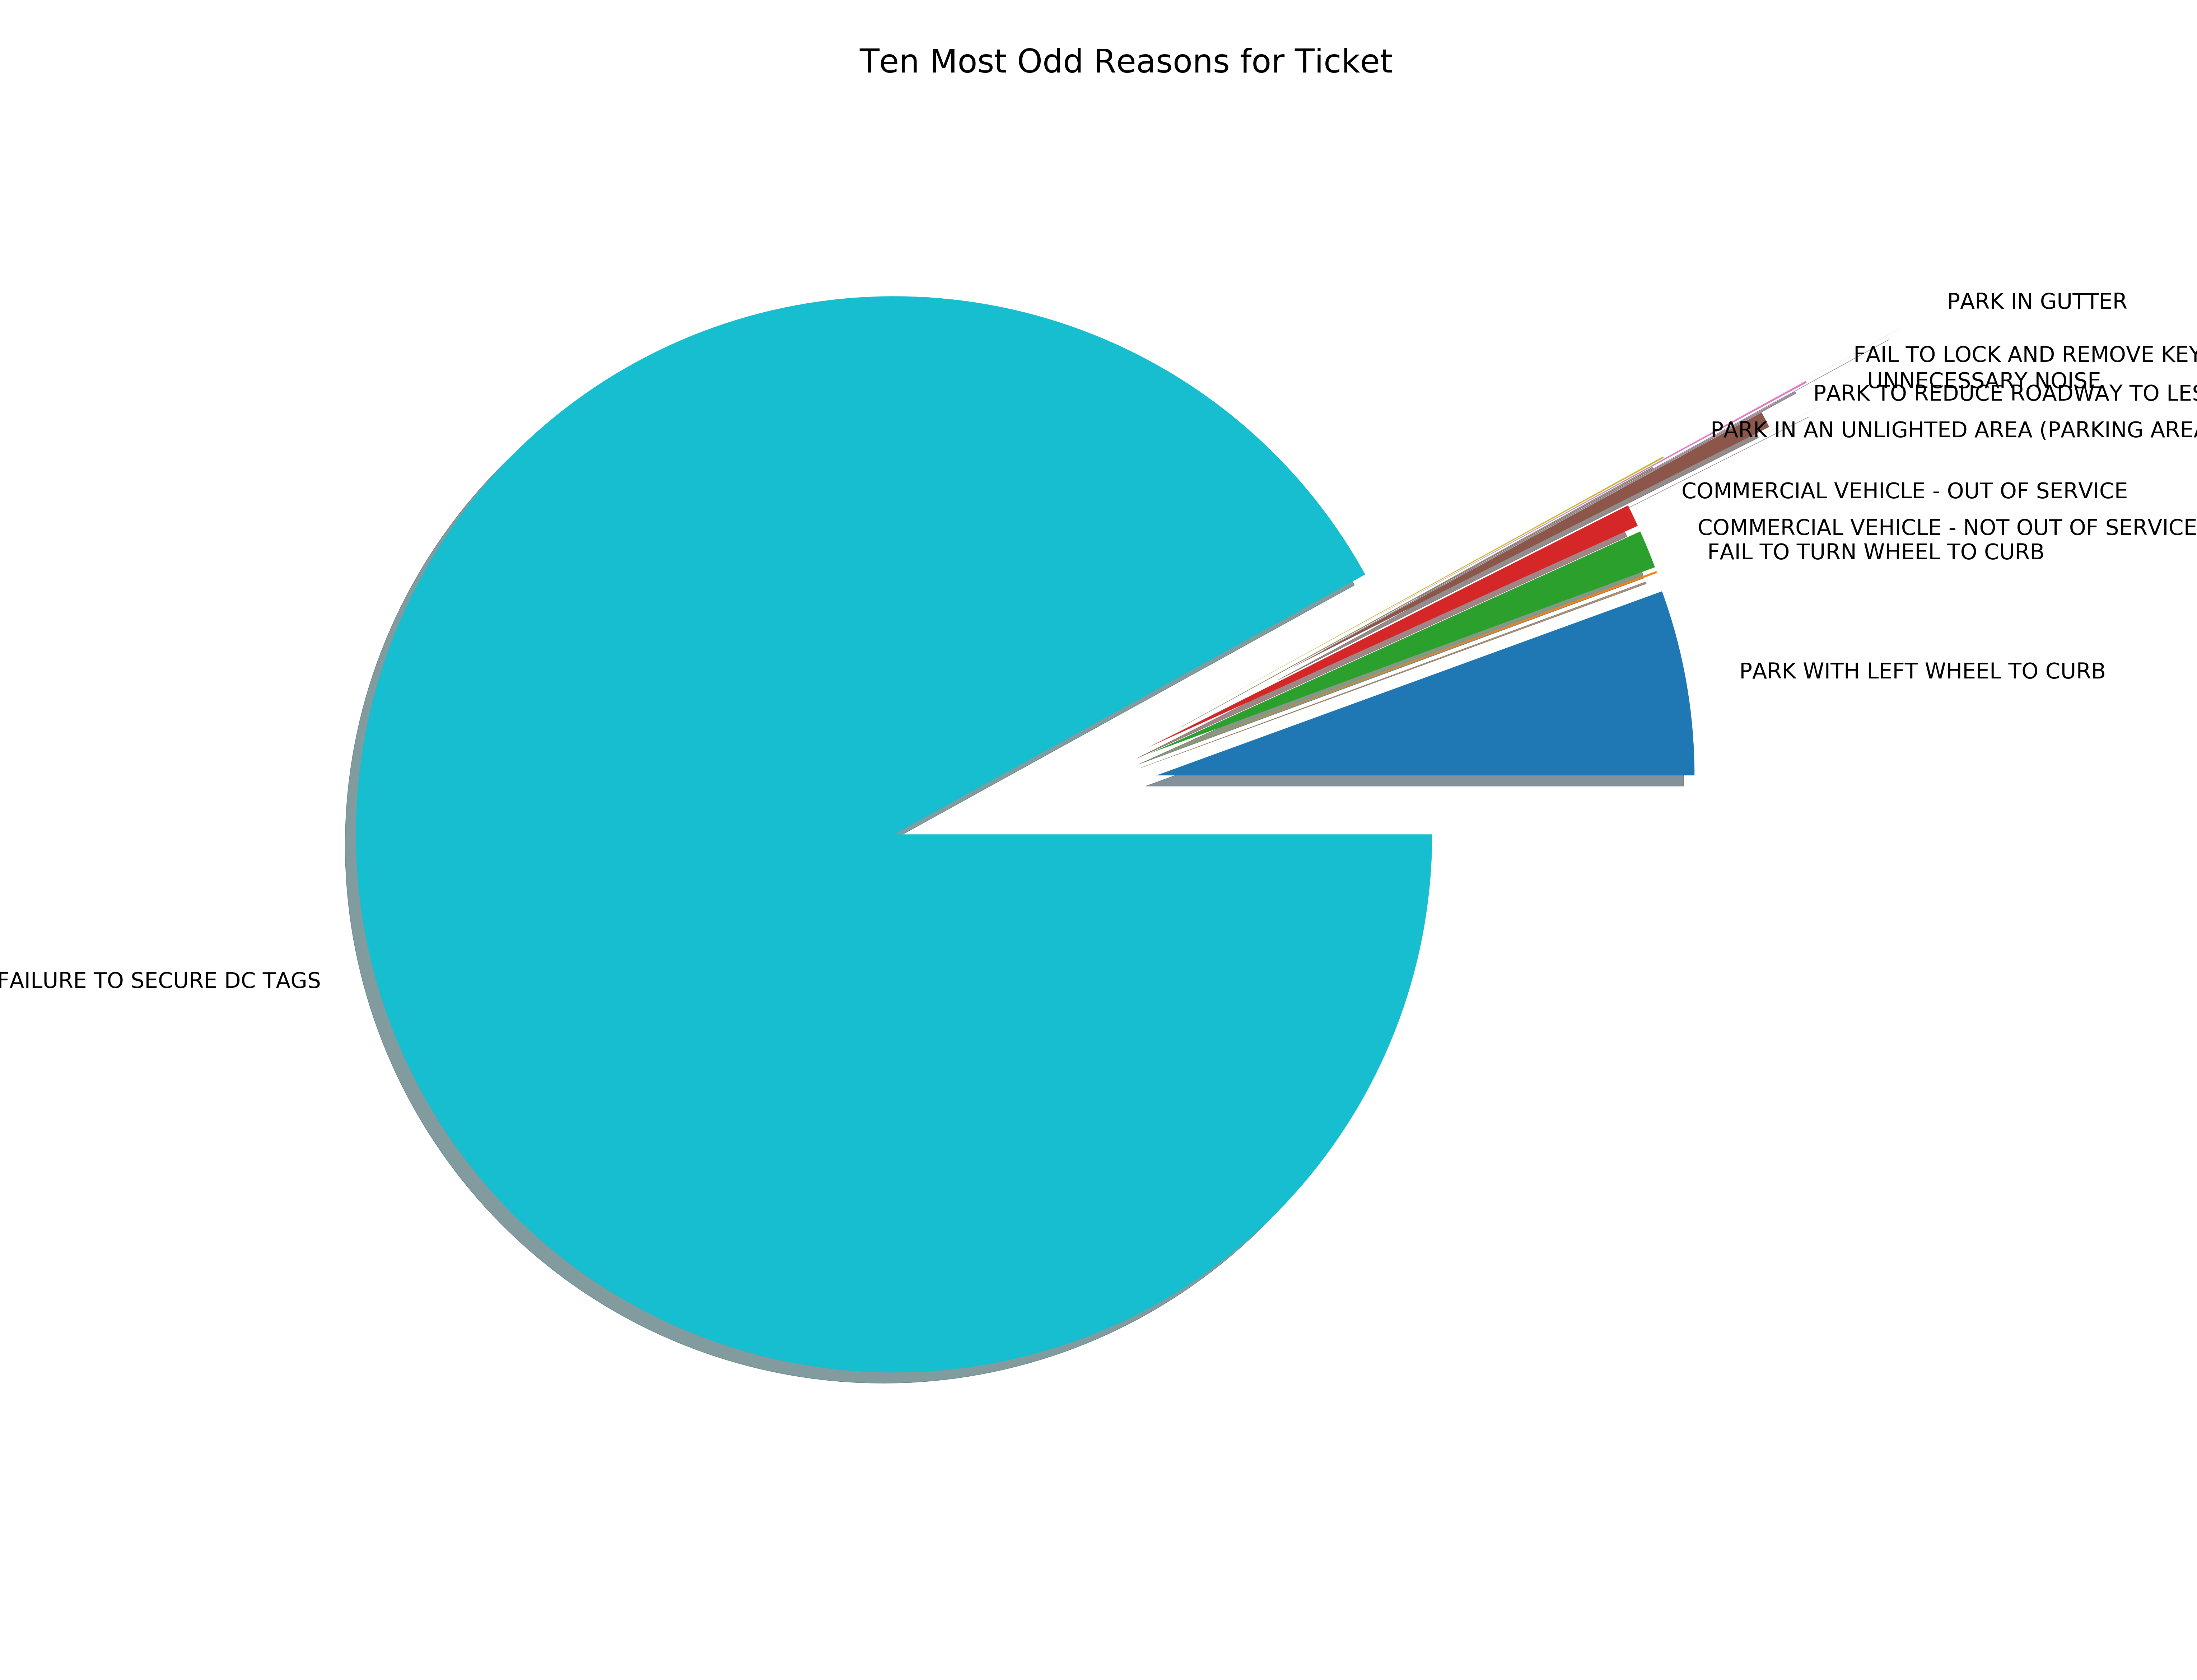 Ten Most Odd Reasons for Ticket
PARK IN GUTTER
FAIL TO LOCK AND REMOVE KEY
UNNECESSARY NOISE
PARK TO REDUCE ROADWAY TO LES
PARK IN AN UNLIGHTED AREA (PARKING AREA
COMMERCIAL VEHICLE - OUT OF SERVICE
COMMERCIAL VEHICLE - NOT OUT OF SERVICE
FAIL TO TURN WHEEL TO CURB
PARK WITH LEFT WHEEL TO CURB
FAILURE TO SECURE DC TAGS